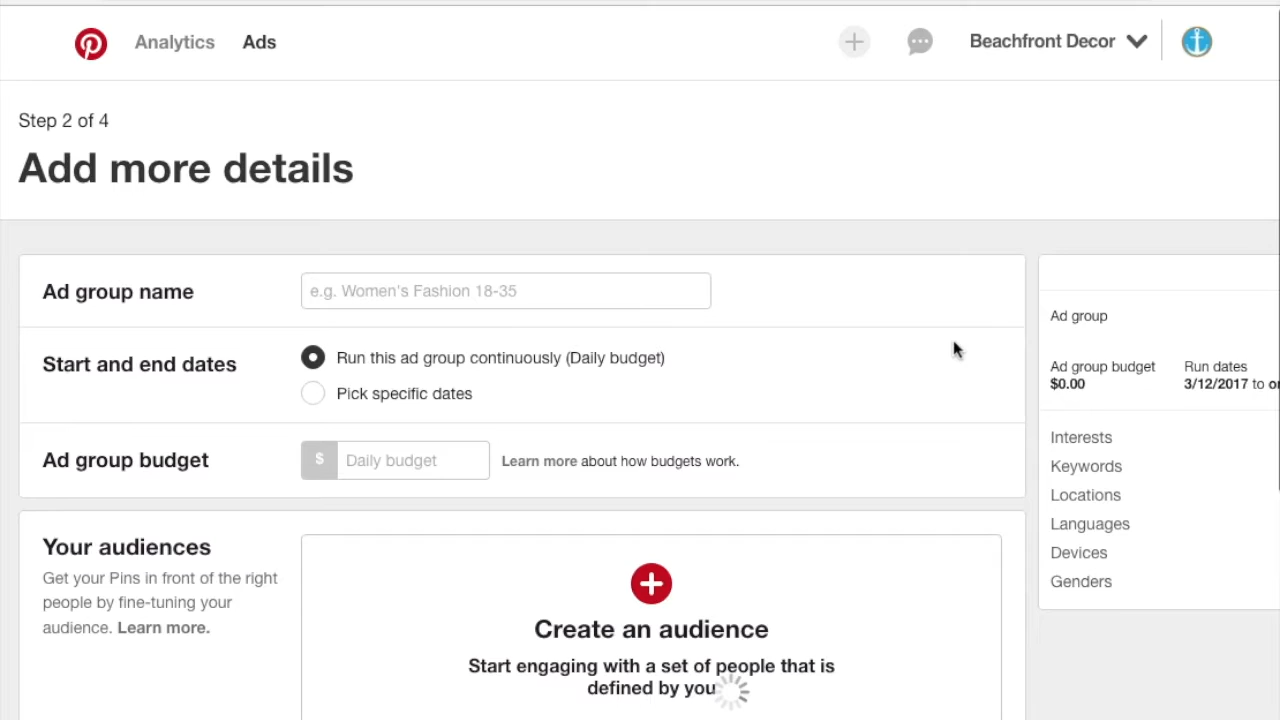 Analytics Ads Beachfront Decor
Step 2 of 4
Add more details
Ad group name e.g. Women's Fashion 18-35
Start and end dates
Run this ad group continuously (Daily budget)
Pick specific dates
Ad group budget $ Daily budget Learn more about how budgets work.
Your audiences
Get your Pins in front of the right
people by fine-tuning your
audience. Learn more.
Create an audience
Start engaging with a set of people that is
defined by you
Ad group
Ad group budget Run dates
$0.00 3/12/2017 to
Interests
Keywords
Locations
Languages
Devices
Genders